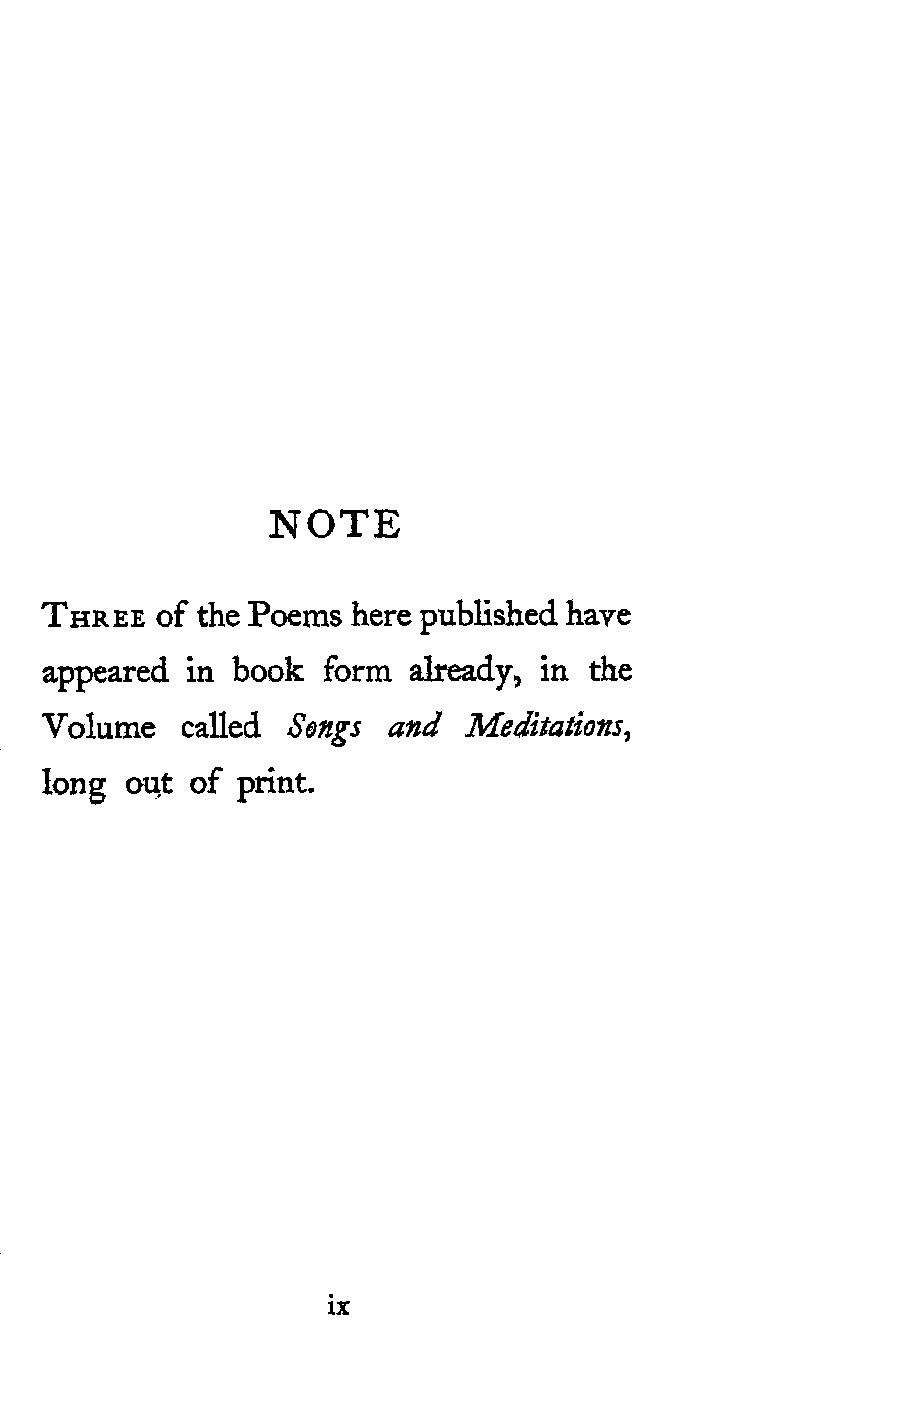 NOTE
THREE of the Poems here published have
appeared in book form already, in the
Volume called Songs and Meditations,
long out of print.
ix